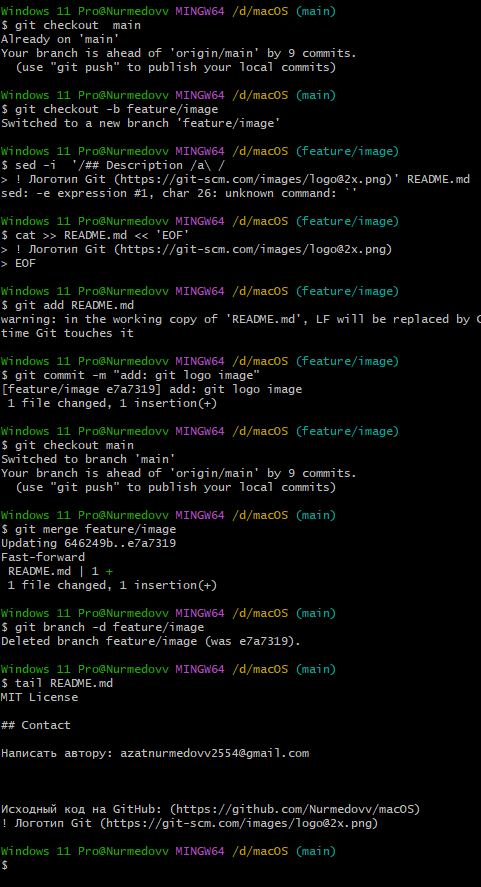 Windows 11 Pro@Nurmedovv MINGW64 /d/macOS (main)
$ git checkout  main
Already on 'main'
Your branch is ahead of 'origin/main' by 9 commits.
  (use "git push" to publish your local commits)

Windows 11 Pro@Nurmedovv MINGW64 /d/macOS (main)
$ git checkout -b feature/image
Switched to a new branch 'feature/image'

Windows 11 Pro@Nurmedovv MINGW64 /d/macOS (feature/image)
$ sed -i  '/## Description /a\ /
> ! Логотип Git (https://git-scm.com/images/logo@2x.png)' README.md
sed: -e expression #1, char 26: unknown command: `'

Windows 11 Pro@Nurmedovv MINGW64 /d/macOS (feature/image)
$ cat >> README.md << 'EOF'
> ! Логотип Git (https://git-scm.com/images/logo@2x.png)
> EOF

Windows 11 Pro@Nurmedovv MINGW64 /d/macOS (feature/image)
$ git add README.md
warning: in the working copy of 'README.md', LF will be replaced by
time Git touches it

Windows 11 Pro@Nurmedovv MINGW64 /d/macOS (feature/image)
$ git commit -m "add: git logo image"
[feature/image e7a7319] add: git logo image
 1 file changed, 1 insertion(+)

Windows 11 Pro@Nurmedovv MINGW64 /d/macOS (feature/image)
$ git checkout main
Switched to branch 'main'
Your branch is ahead of 'origin/main' by 9 commits.
  (use "git push" to publish your local commits)

Windows 11 Pro@Nurmedovv MINGW64 /d/macOS (main)
$ git merge feature/image
Updating 646249b..e7a7319
Fast-forward
 README.md | 1 +
 1 file changed, 1 insertion(+)

Windows 11 Pro@Nurmedovv MINGW64 /d/macOS (main)
$ git branch -d feature/image
Deleted branch feature/image (was e7a7319).

Windows 11 Pro@Nurmedovv MINGW64 /d/macOS (main)
$ tail README.md
MIT License

## Contact

Написать автору: azatnurmedovv2554@gmail.com

Исходный код на GitHub: (https://github.com/Nurmedovv/macOS)
! Логотип Git (https://git-scm.com/images/logo@2x.png)

Windows 11 Pro@Nurmedovv MINGW64 /d/macOS (main)
$